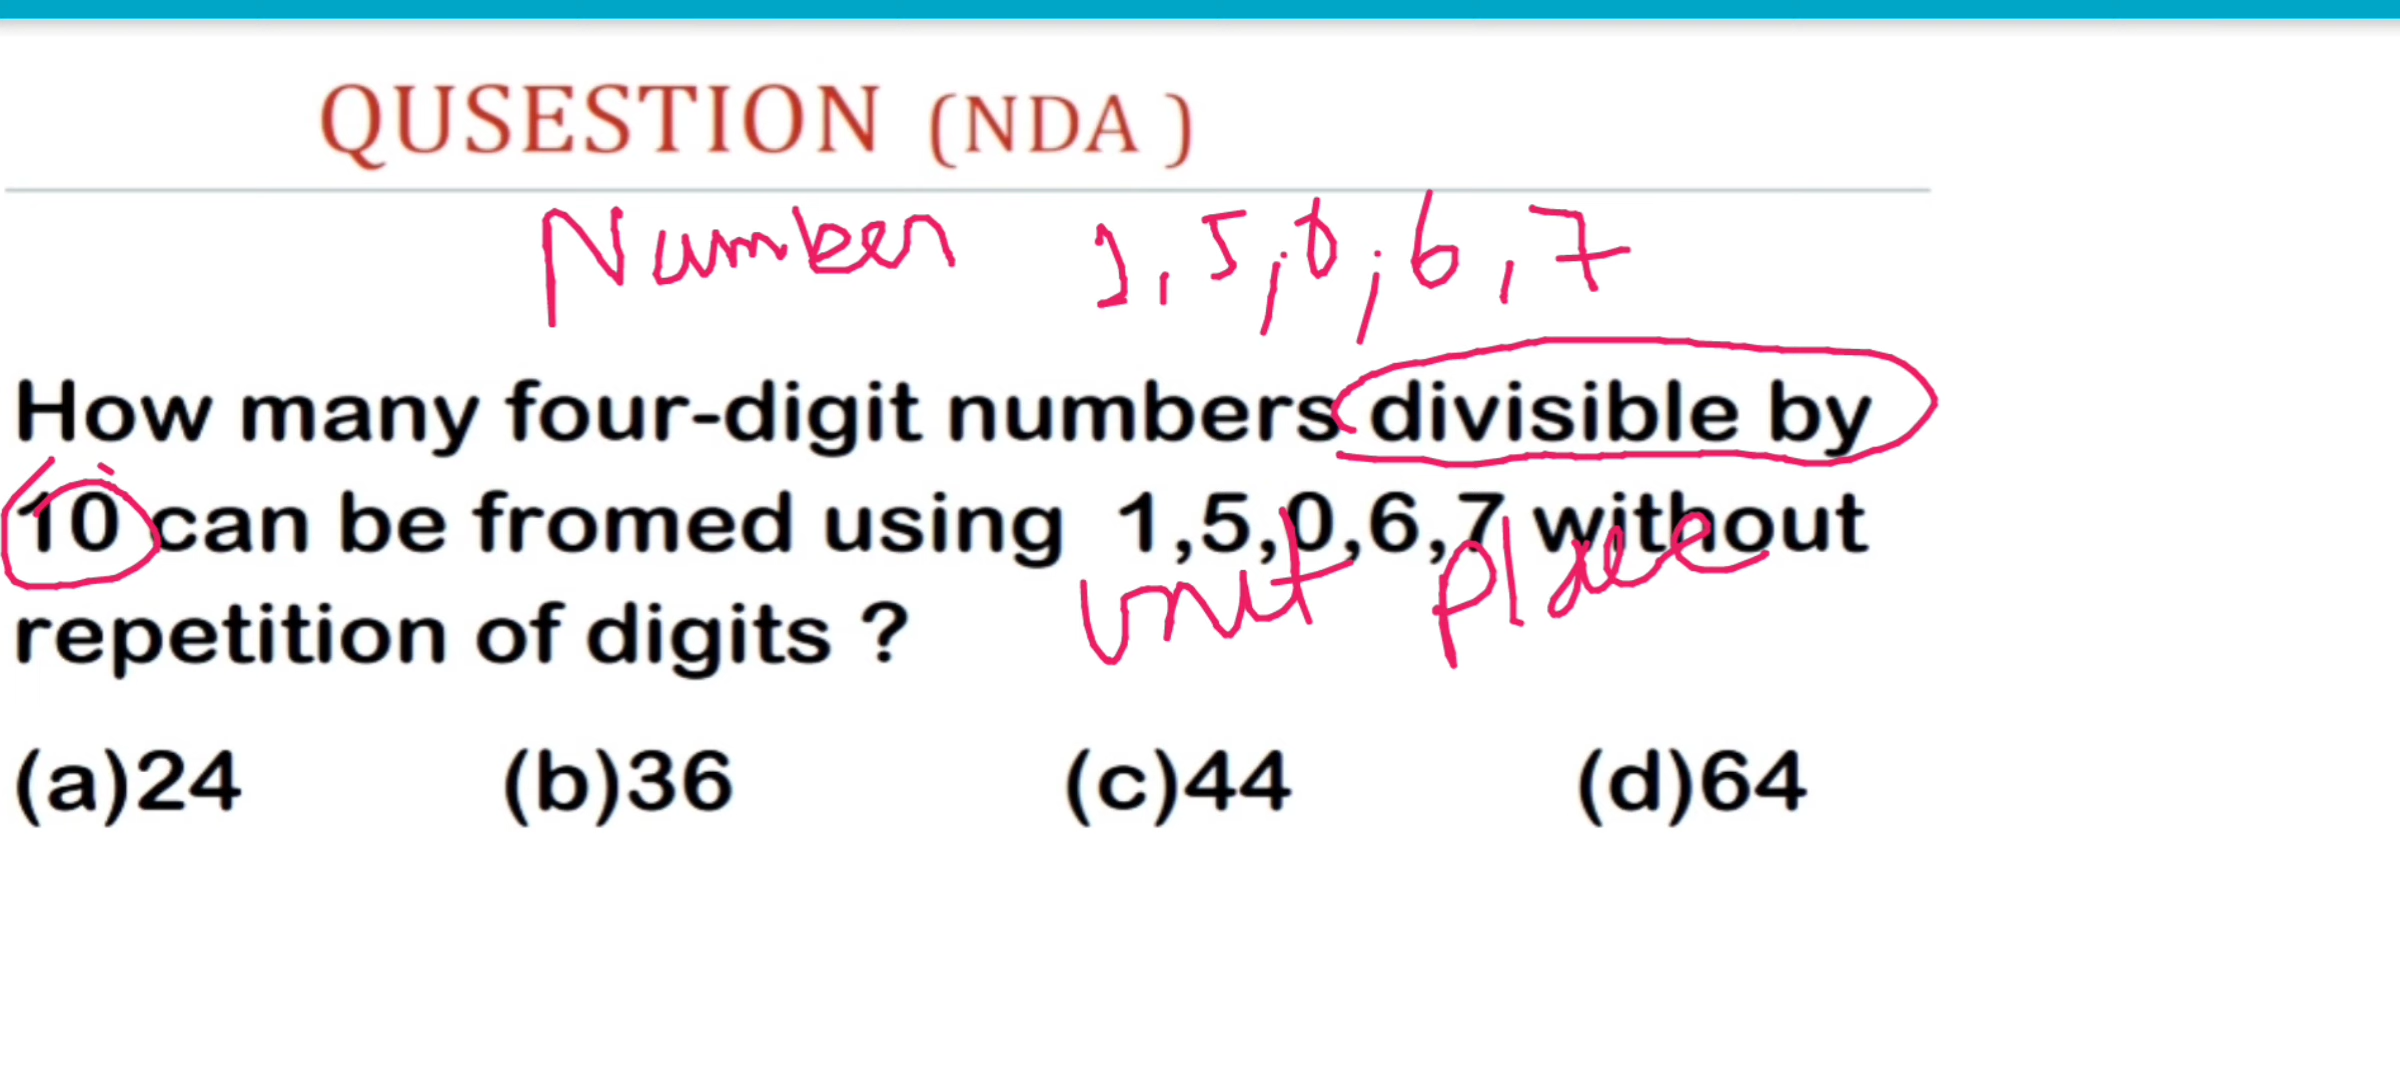 QUSESTION (NDA )
Number 1, 5, 0, 6, 7
How many four-digit numbers divisible by
10 can be fromed using 1,5,0,6,7 without
unit place
repetition of digits ?
(a)24 (b)36 (c)44 (d)64